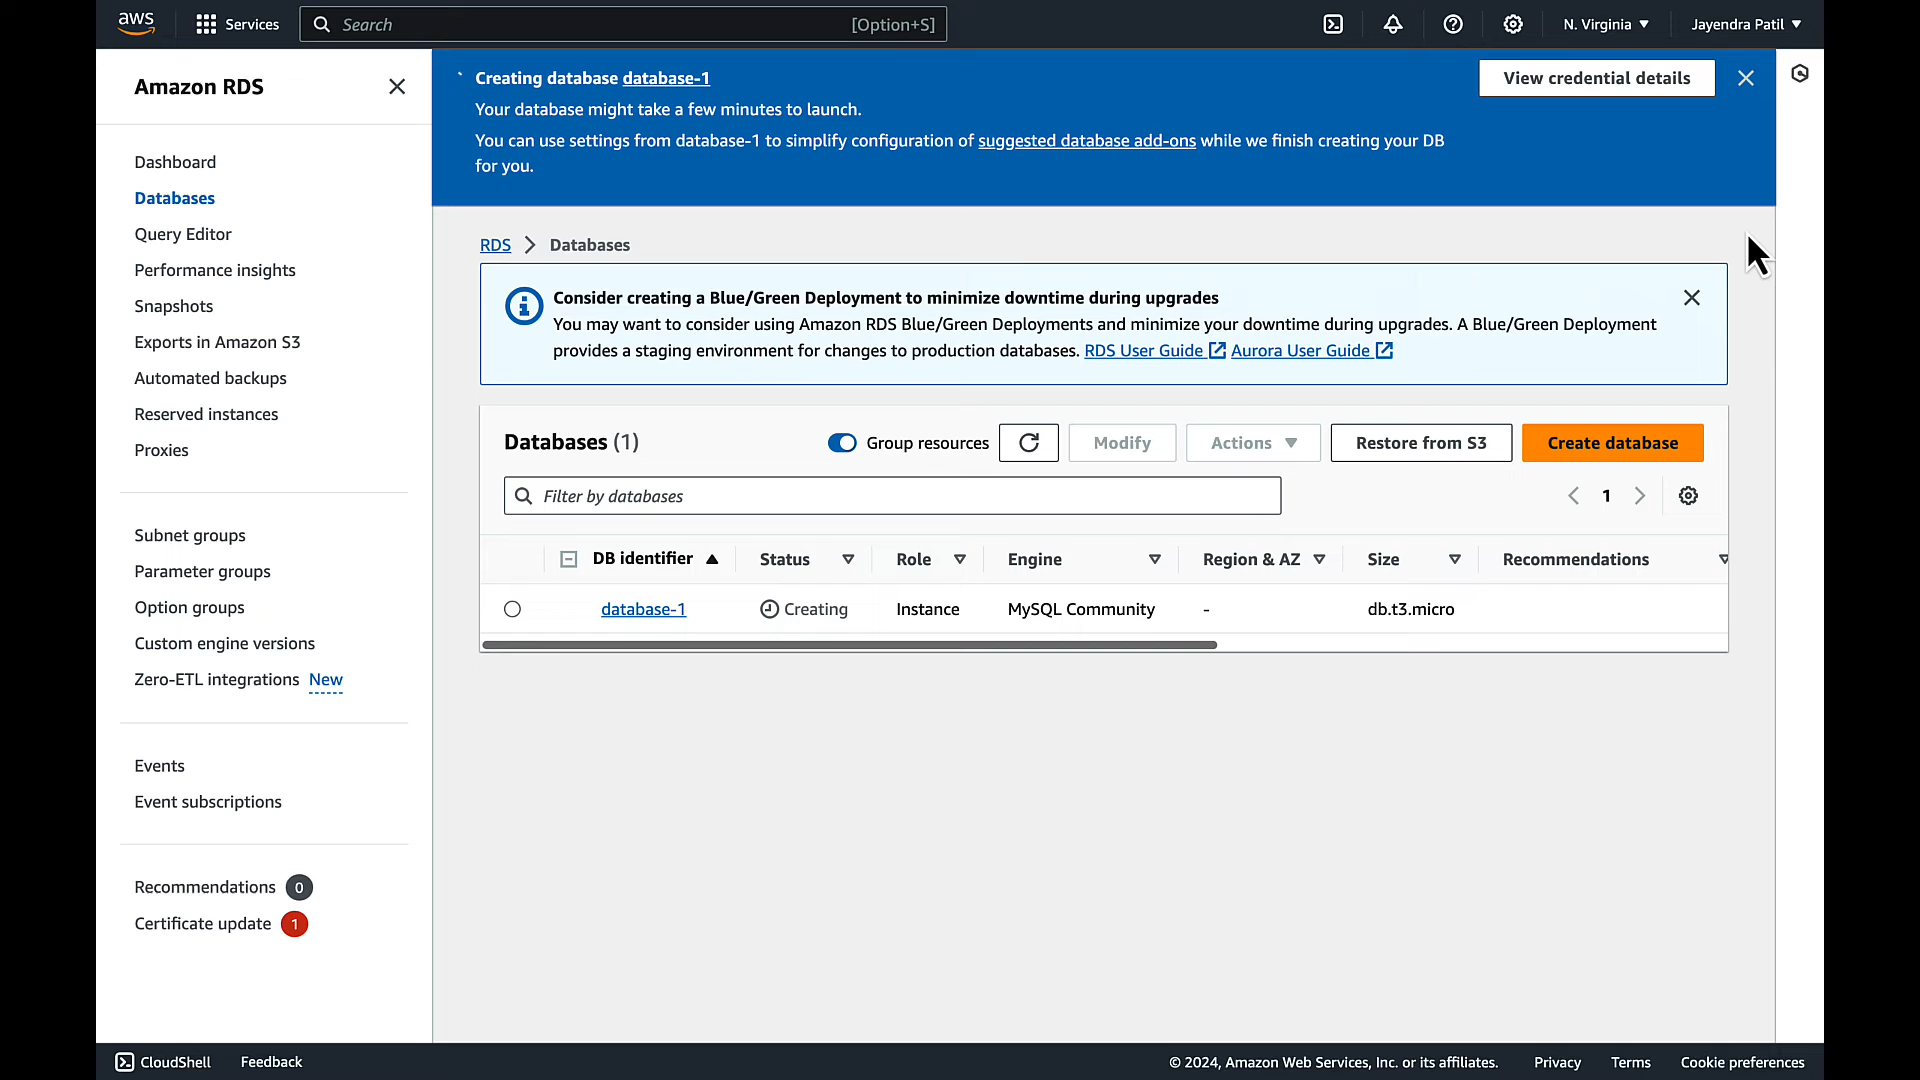 aws
Services
Search [Option+S]
N. Virginia
Jayendra Patil
Amazon RDS
Dashboard
Databases
Query Editor
Performance insights
Snapshots
Exports in Amazon S3
Automated backups
Reserved instances
Proxies
Subnet groups
Parameter groups
Option groups
Custom engine versions
Zero-ETL integrations New
Events
Event subscriptions
Recommendations 0
Certificate update 1
Creating database database-1
Your database might take a few minutes to launch.
You can use settings from database-1 to simplify configuration of suggested database add-ons while we finish creating your DB
for you.
View credential details
RDS > Databases
Consider creating a Blue/Green Deployment to minimize downtime during upgrades
You may want to consider using Amazon RDS Blue/Green Deployments and minimize your downtime during upgrades. A Blue/Green Deployment
provides a staging environment for changes to production databases. RDS User Guide Aurora User Guide
Databases (1)
Group resources
Modify
Actions
Restore from S3
Create database
Filter by databases
1
DB identifier Status Role Engine Region & AZ Size Recommendations
database-1 Creating Instance MySQL Community - db.t3.micro
CloudShell Feedback
© 2024, Amazon Web Services, Inc. or its affiliates. Privacy Terms Cookie preferences